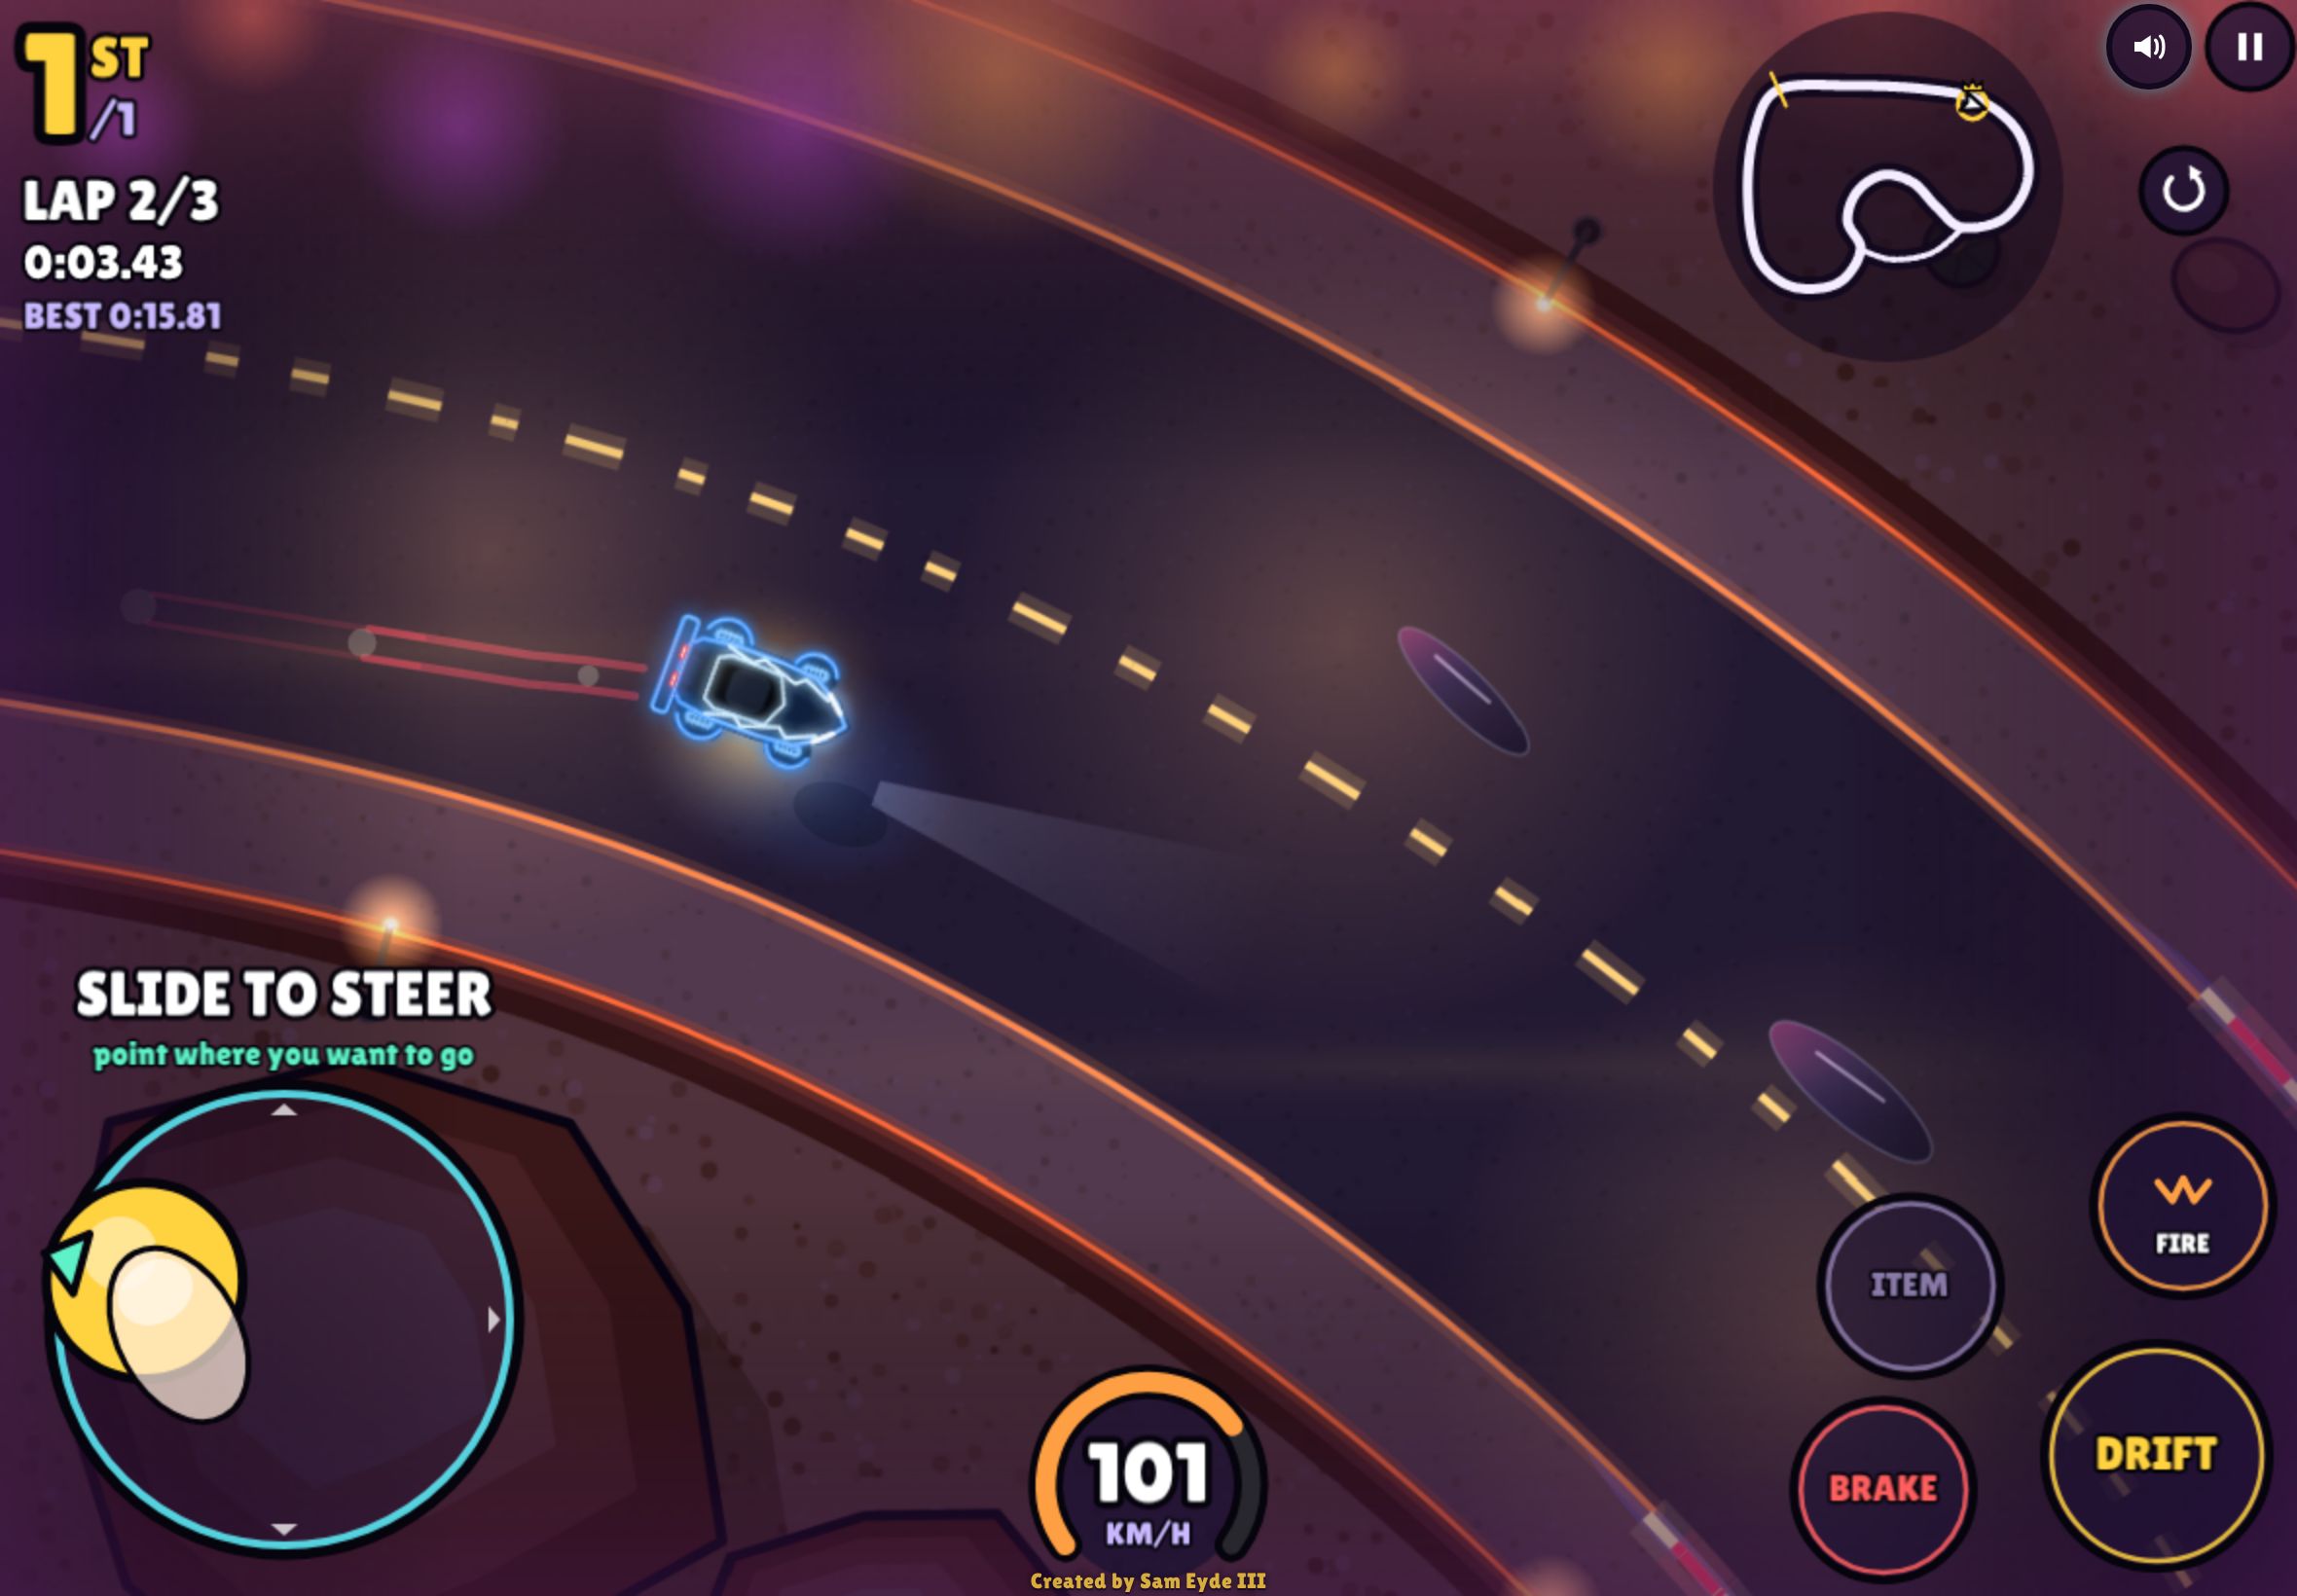 1ST
/1
LAP 2/3
0:03.43
BEST 0:15.81
SLIDE TO STEER
point where you want to go
FIRE
ITEM
DRIFT
BRAKE
101
KM/H
Created by Sam Eyde III